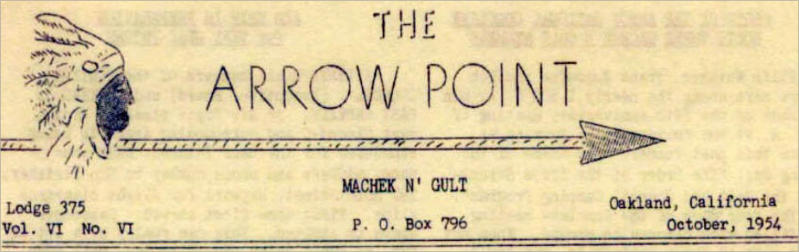 THE
ARROW POINT
MACHEK N' GULT
Lodge 375
Oakland, California
Vol. VI No. VI
P. O. Box 796
October, 1954